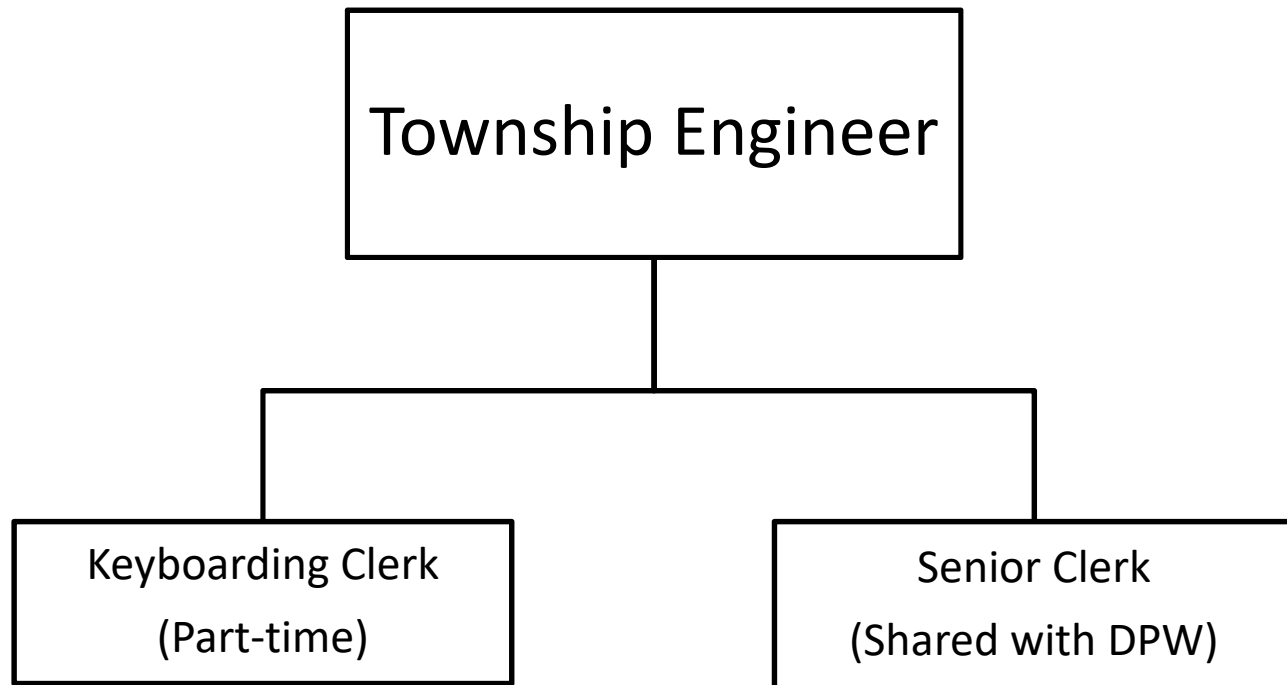 Township Engineer
Keyboarding Clerk
(Part-time)
Senior Clerk
(Shared with DPW)